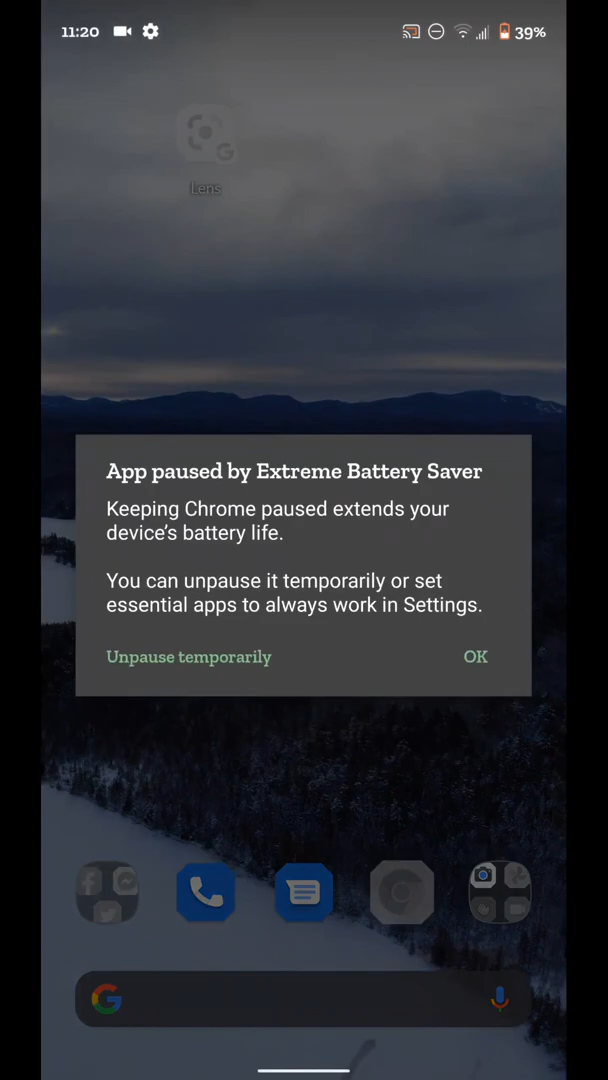 11:20 39%
Lens
App paused by Extreme Battery Saver
Keeping Chrome paused extends your
device’s battery life.
You can unpause it temporarily or set
essential apps to always work in Settings.
Unpause temporarily OK